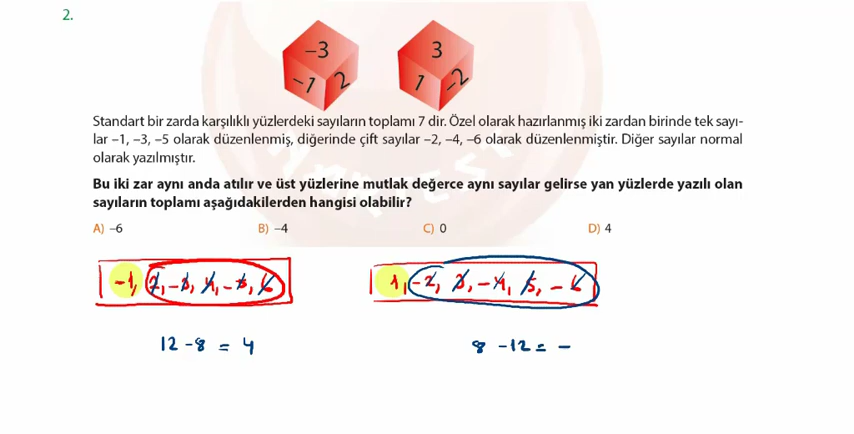 2.
−3
−1 2
3
1 −2
Standart bir zarda karşılıklı yüzlerdeki sayıların toplamı 7 dir. Özel olarak hazırlanmış iki zardan birinde tek sayı-
lar −1, −3, −5 olarak düzenlenmiş, diğerinde çift sayılar −2, −4, −6 olarak düzenlenmiştir. Diğer sayılar normal
olarak yazılmıştır.
Bu iki zar aynı anda atılır ve üst yüzlerine mutlak değerce aynı sayılar gelirse yan yüzlerde yazılı olan
sayıların toplamı aşağıdakilerden hangisi olabilir?
A) −6 B) −4 C) 0 D) 4
-1, 2, -3, 4, -5, 6 1, -2, 3, -4, 5, -6
12 -8 = 4 8 -12 = -